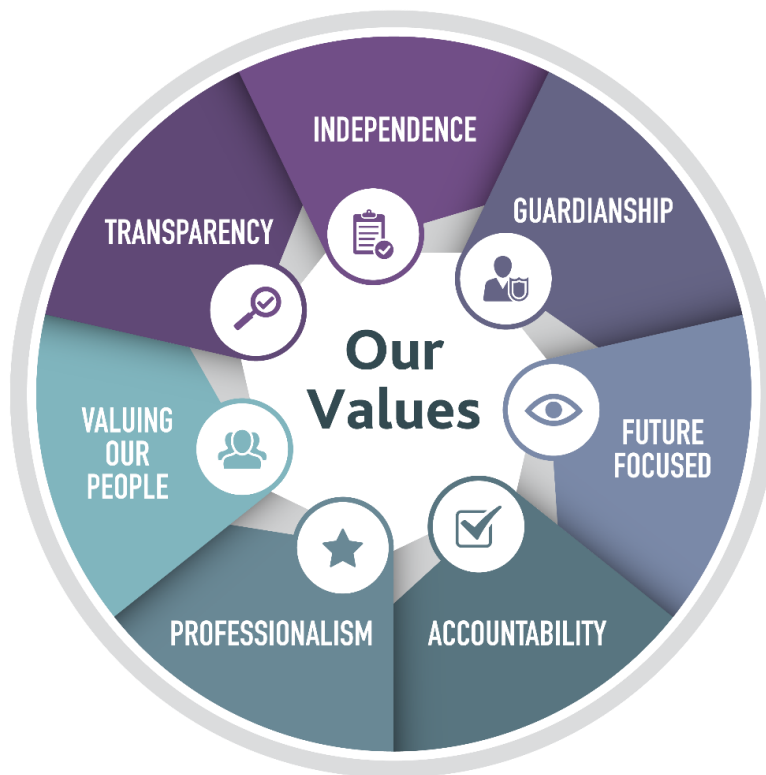 Our
Values
INDEPENDENCE
GUARDIANSHIP
FUTURE
FOCUSED
ACCOUNTABILITY
PROFESSIONALISM
VALUING
OUR
PEOPLE
TRANSPARENCY